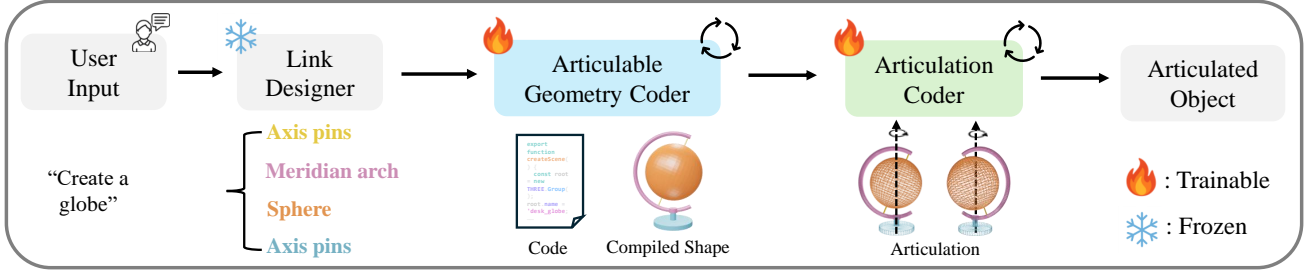 User
Input
Link
Designer
Articulable
Geometry Coder
Articulation
Coder
Articulated
Object
“Create a
globe”
Axis pins
Meridian arch
Sphere
Axis pins
export
function
createScene(
) {
const root
= new
THREE.Group;
root.name =
'desk_globe;
Code
Compiled Shape
Articulation
: Trainable
: Frozen